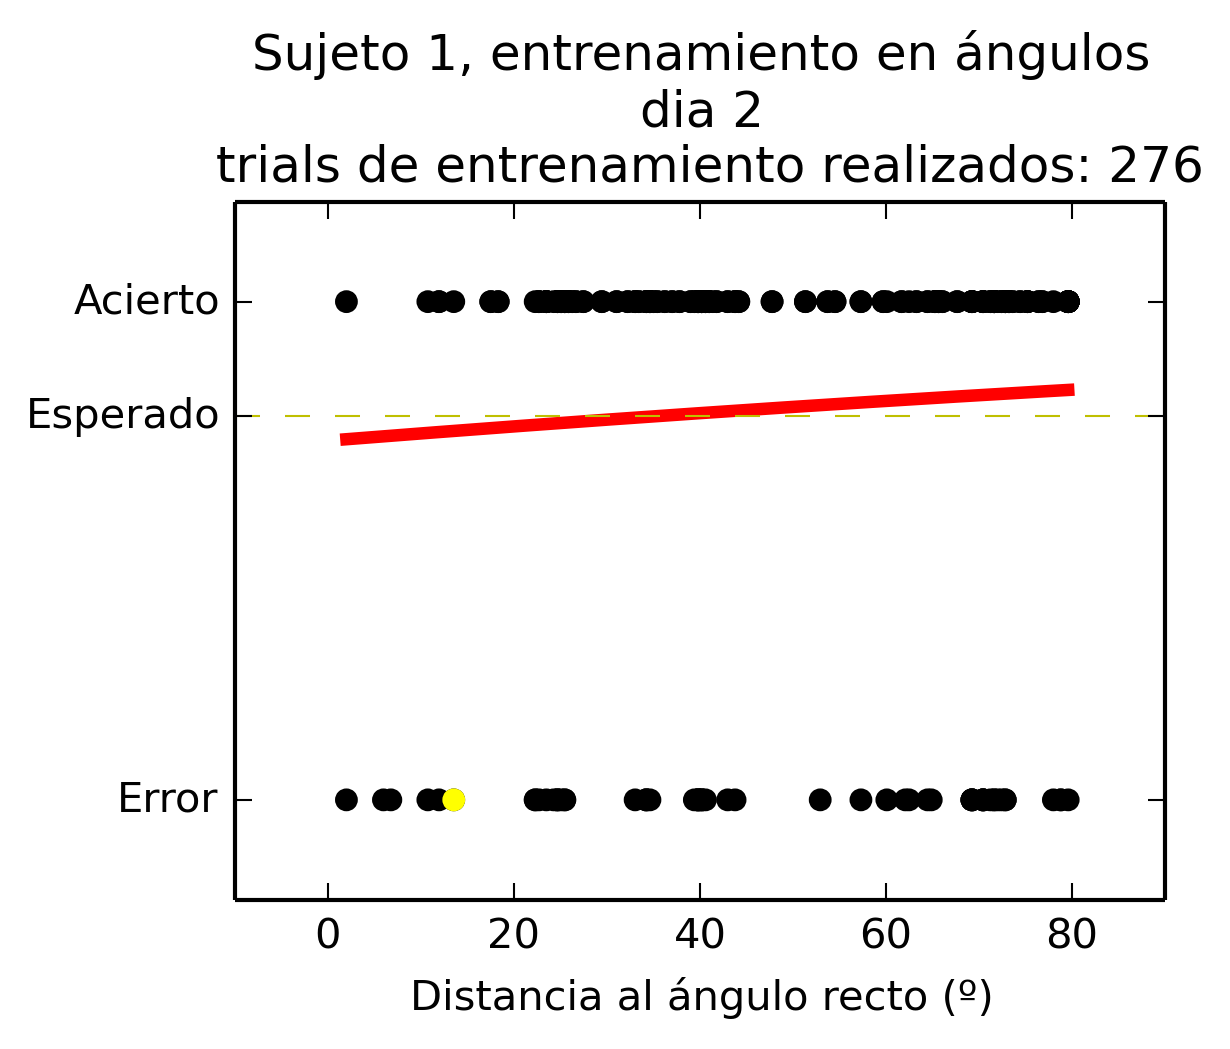 Sujeto 1, entrenamiento en ángulos
dia 2
trials de entrenamiento realizados: 276
Acierto
Esperado
Error
0 20 40 60 80
Distancia al ángulo recto (º)